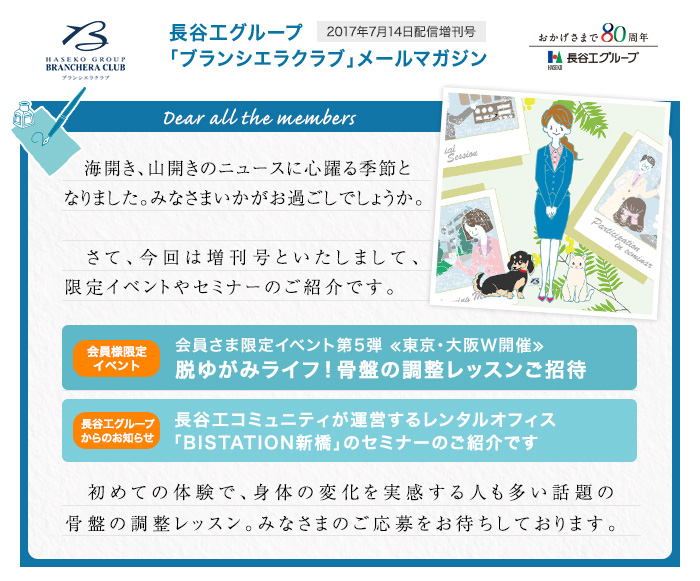 HASEKO GROUP
BRANCHERA CLUB
ブランシエラクラブ
長谷工グループ
2017年7月14日配信増刊号
「ブランシエラクラブ」メールマガジン
おかげさまで80周年
HASEKO
長谷工グループ
Dear all the members
海開き、山開きのニュースに心躍る季節と
なりました。みなさまいかがお過ごしでしょうか。
さて、今回は増刊号といたしまして、
限定イベントやセミナーのご紹介です。
Session
Participation
in seminar
会員様限定
イベント
会員さま限定イベント第5弾 ≪東京・大阪W開催≫
脱ゆがみライフ！骨盤の調整レッスンご招待
長谷工グループ
からのお知らせ
長谷工コミュニティが運営するレンタルオフィス
「BISTATION新橋」のセミナーのご紹介です
初めての体験で、身体の変化を実感する人も多い話題の
骨盤の調整レッスン。みなさまのご応募をお待ちしております。